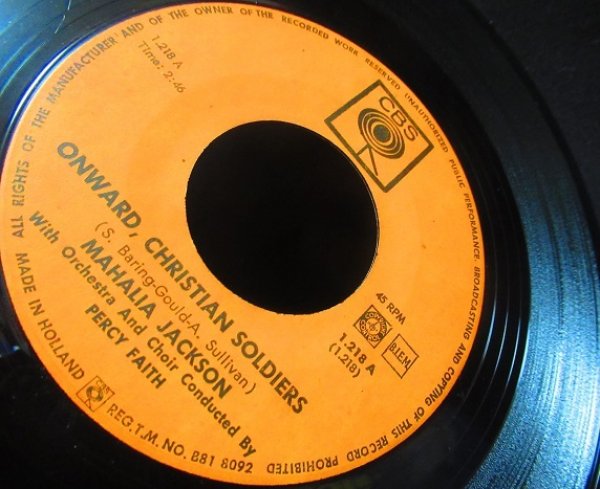 ALL RIGHTS OF THE MANUFACTURER AND OF THE OWNER OF THE RECORDED WORK RESERVED UNAUTHORIZED PUBLIC PERFORMANCE, BROADCASTING AND COPYING OF THIS RECORD PROHIBITED
1.218 A
Time: 2:46
CBS
45 RPM
BIEM
1.218 A
(1.218)
ONWARD, CHRISTIAN SOLDIERS
(S. Baring-Gould-A. Sullivan)
MAHALIA JACKSON
With Orchestra And Choir Conducted By
PERCY FAITH
MADE IN HOLLAND
REG.T.M. NO. 881 8092